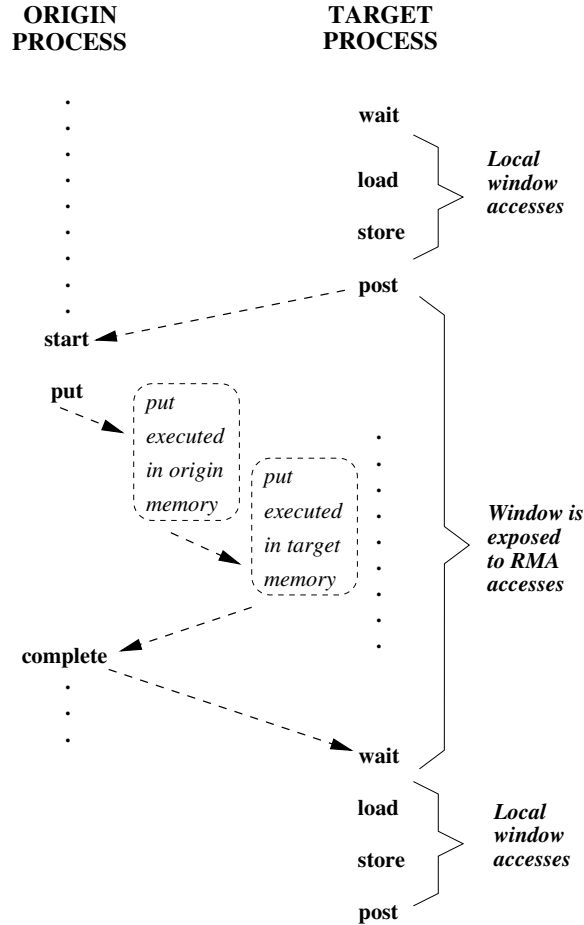 ORIGIN
PROCESS
TARGET
PROCESS
wait
load
store
Local
window
accesses
post
start
put
put
executed
in origin
memory
put
executed
in target
memory
Window is
exposed
to RMA
accesses
complete
wait
load
store
post
Local
window
accesses